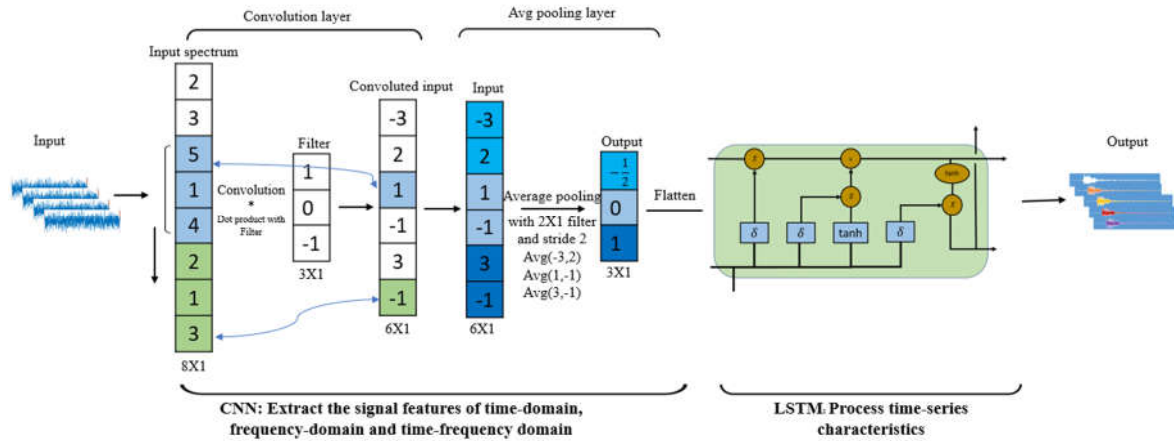 Convolution layer
Avg pooling layer
Input spectrum
Convoluted input
Input
Input
Filter
Output
Output
2
3
5
1
4
2
1
3
8X1
Convolution
*
Dot product with
Filter
1
0
-1
3X1
-3
2
1
-1
3
-1
6X1
-3
2
1
-1
3
-1
6X1
Average pooling
with 2X1 filter
and stride 2
Avg(-3,2)
Avg(1,-1)
Avg(3,-1)
-1/2
0
1
3X1
Flatten
tanh
δ
δ
tanh
δ
CNN: Extract the signal features of time-domain,
frequency-domain and time-frequency domain
LSTM: Process time-series
characteristics